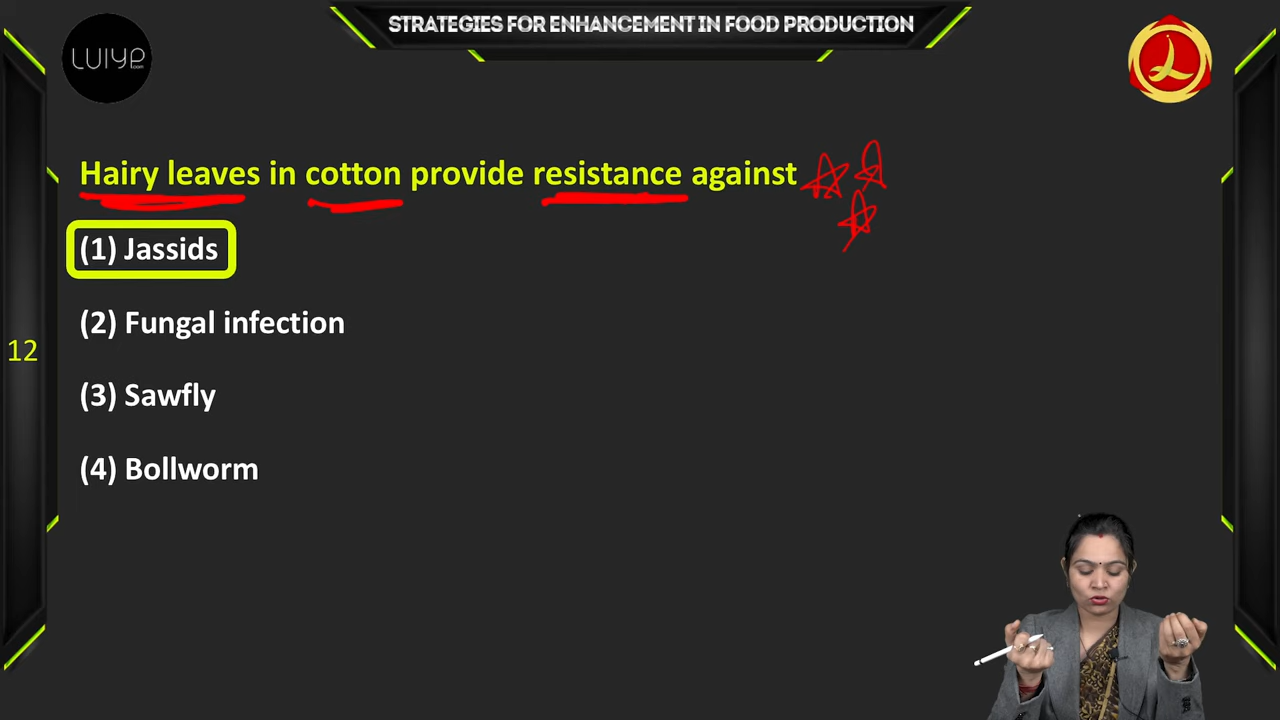 STRATEGIES FOR ENHANCEMENT IN FOOD PRODUCTION
LUIYP
.com
Hairy leaves in cotton provide resistance against
(1) Jassids
(2) Fungal infection
12
(3) Sawfly
(4) Bollworm